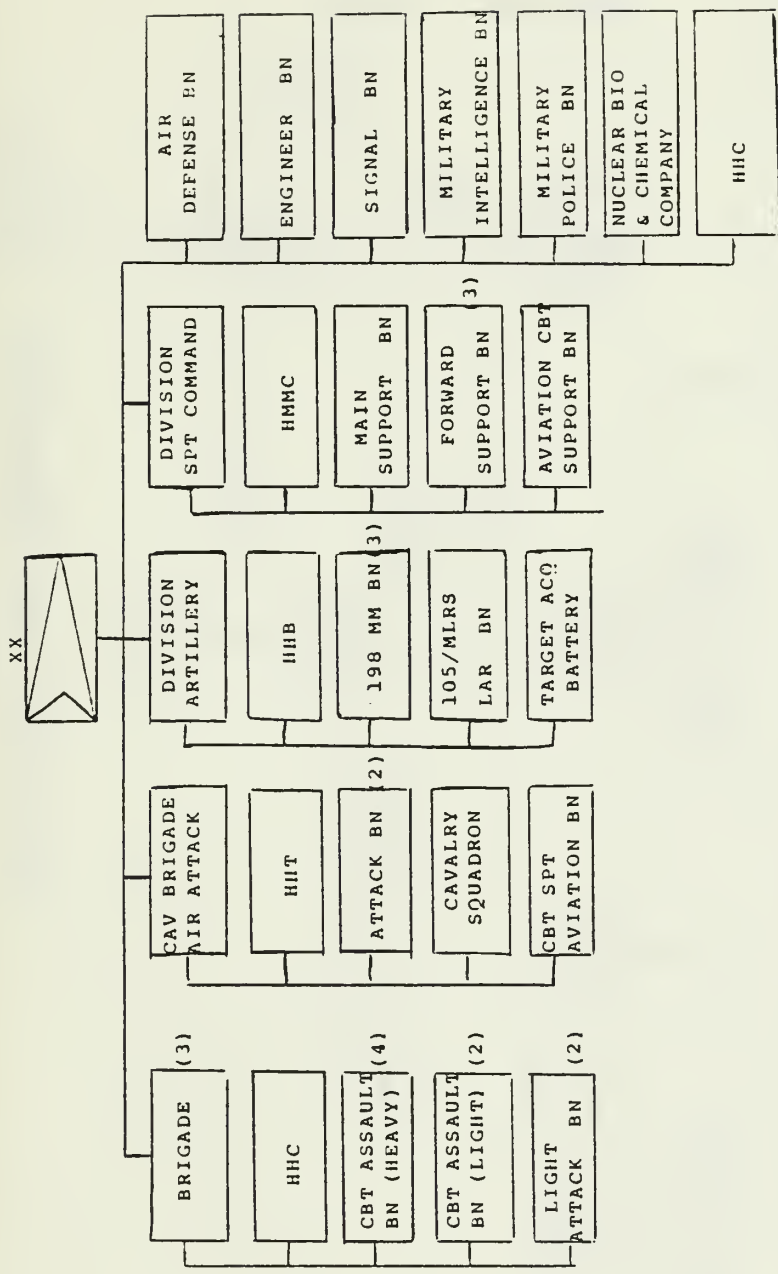 XX
BRIGADE (3)
HHC
CBT ASSAULT
BN (HEAVY) (4)
CBT ASSAULT
BN (LIGHT) (2)
LIGHT
ATTACK BN (2)
CAV BRIGADE
AIR ATTACK
HHT
ATTACK BN (2)
CAVALRY
SQUADRON
CBT SPT
AVIATION BN
DIVISION
ARTILLERY
HHB
198 MM BN (3)
105/MLRS
LAR BN
TARGET ACQ
BATTERY
DIVISION
SPT COMMAND
HMMC
MAIN
SUPPORT BN
FORWARD
SUPPORT BN (3)
AVIATION CBT
SUPPORT BN
AIR
DEFENSE BN
ENGINEER BN
SIGNAL BN
MILITARY
INTELLIGENCE BN
MILITARY
POLICE BN
NUCLEAR BIO
& CHEMICAL
COMPANY
HHC